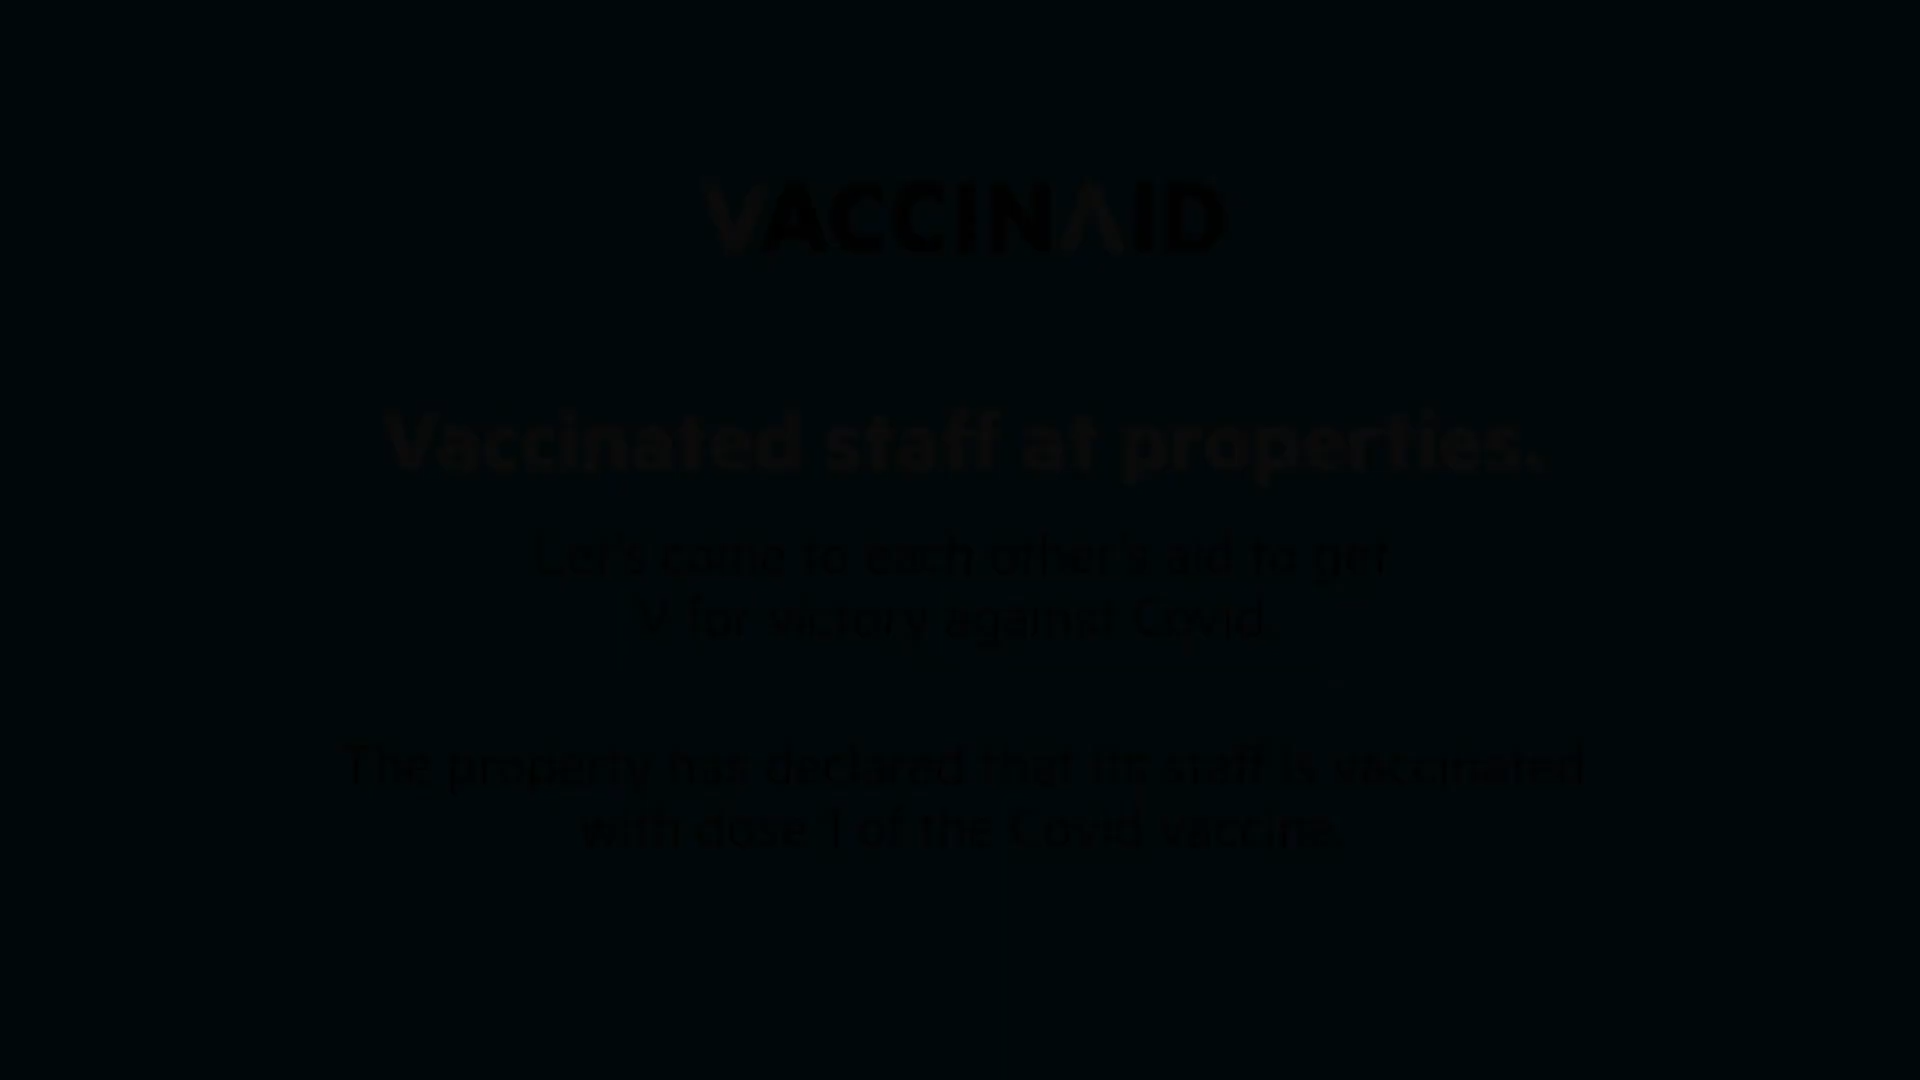 VACCINAID
Vaccinated staff at properties.
Let's come to each other's aid to get
V for victory against Covid.
The property has declared that its staff is vaccinated
with dose 1 of the Covid vaccine.